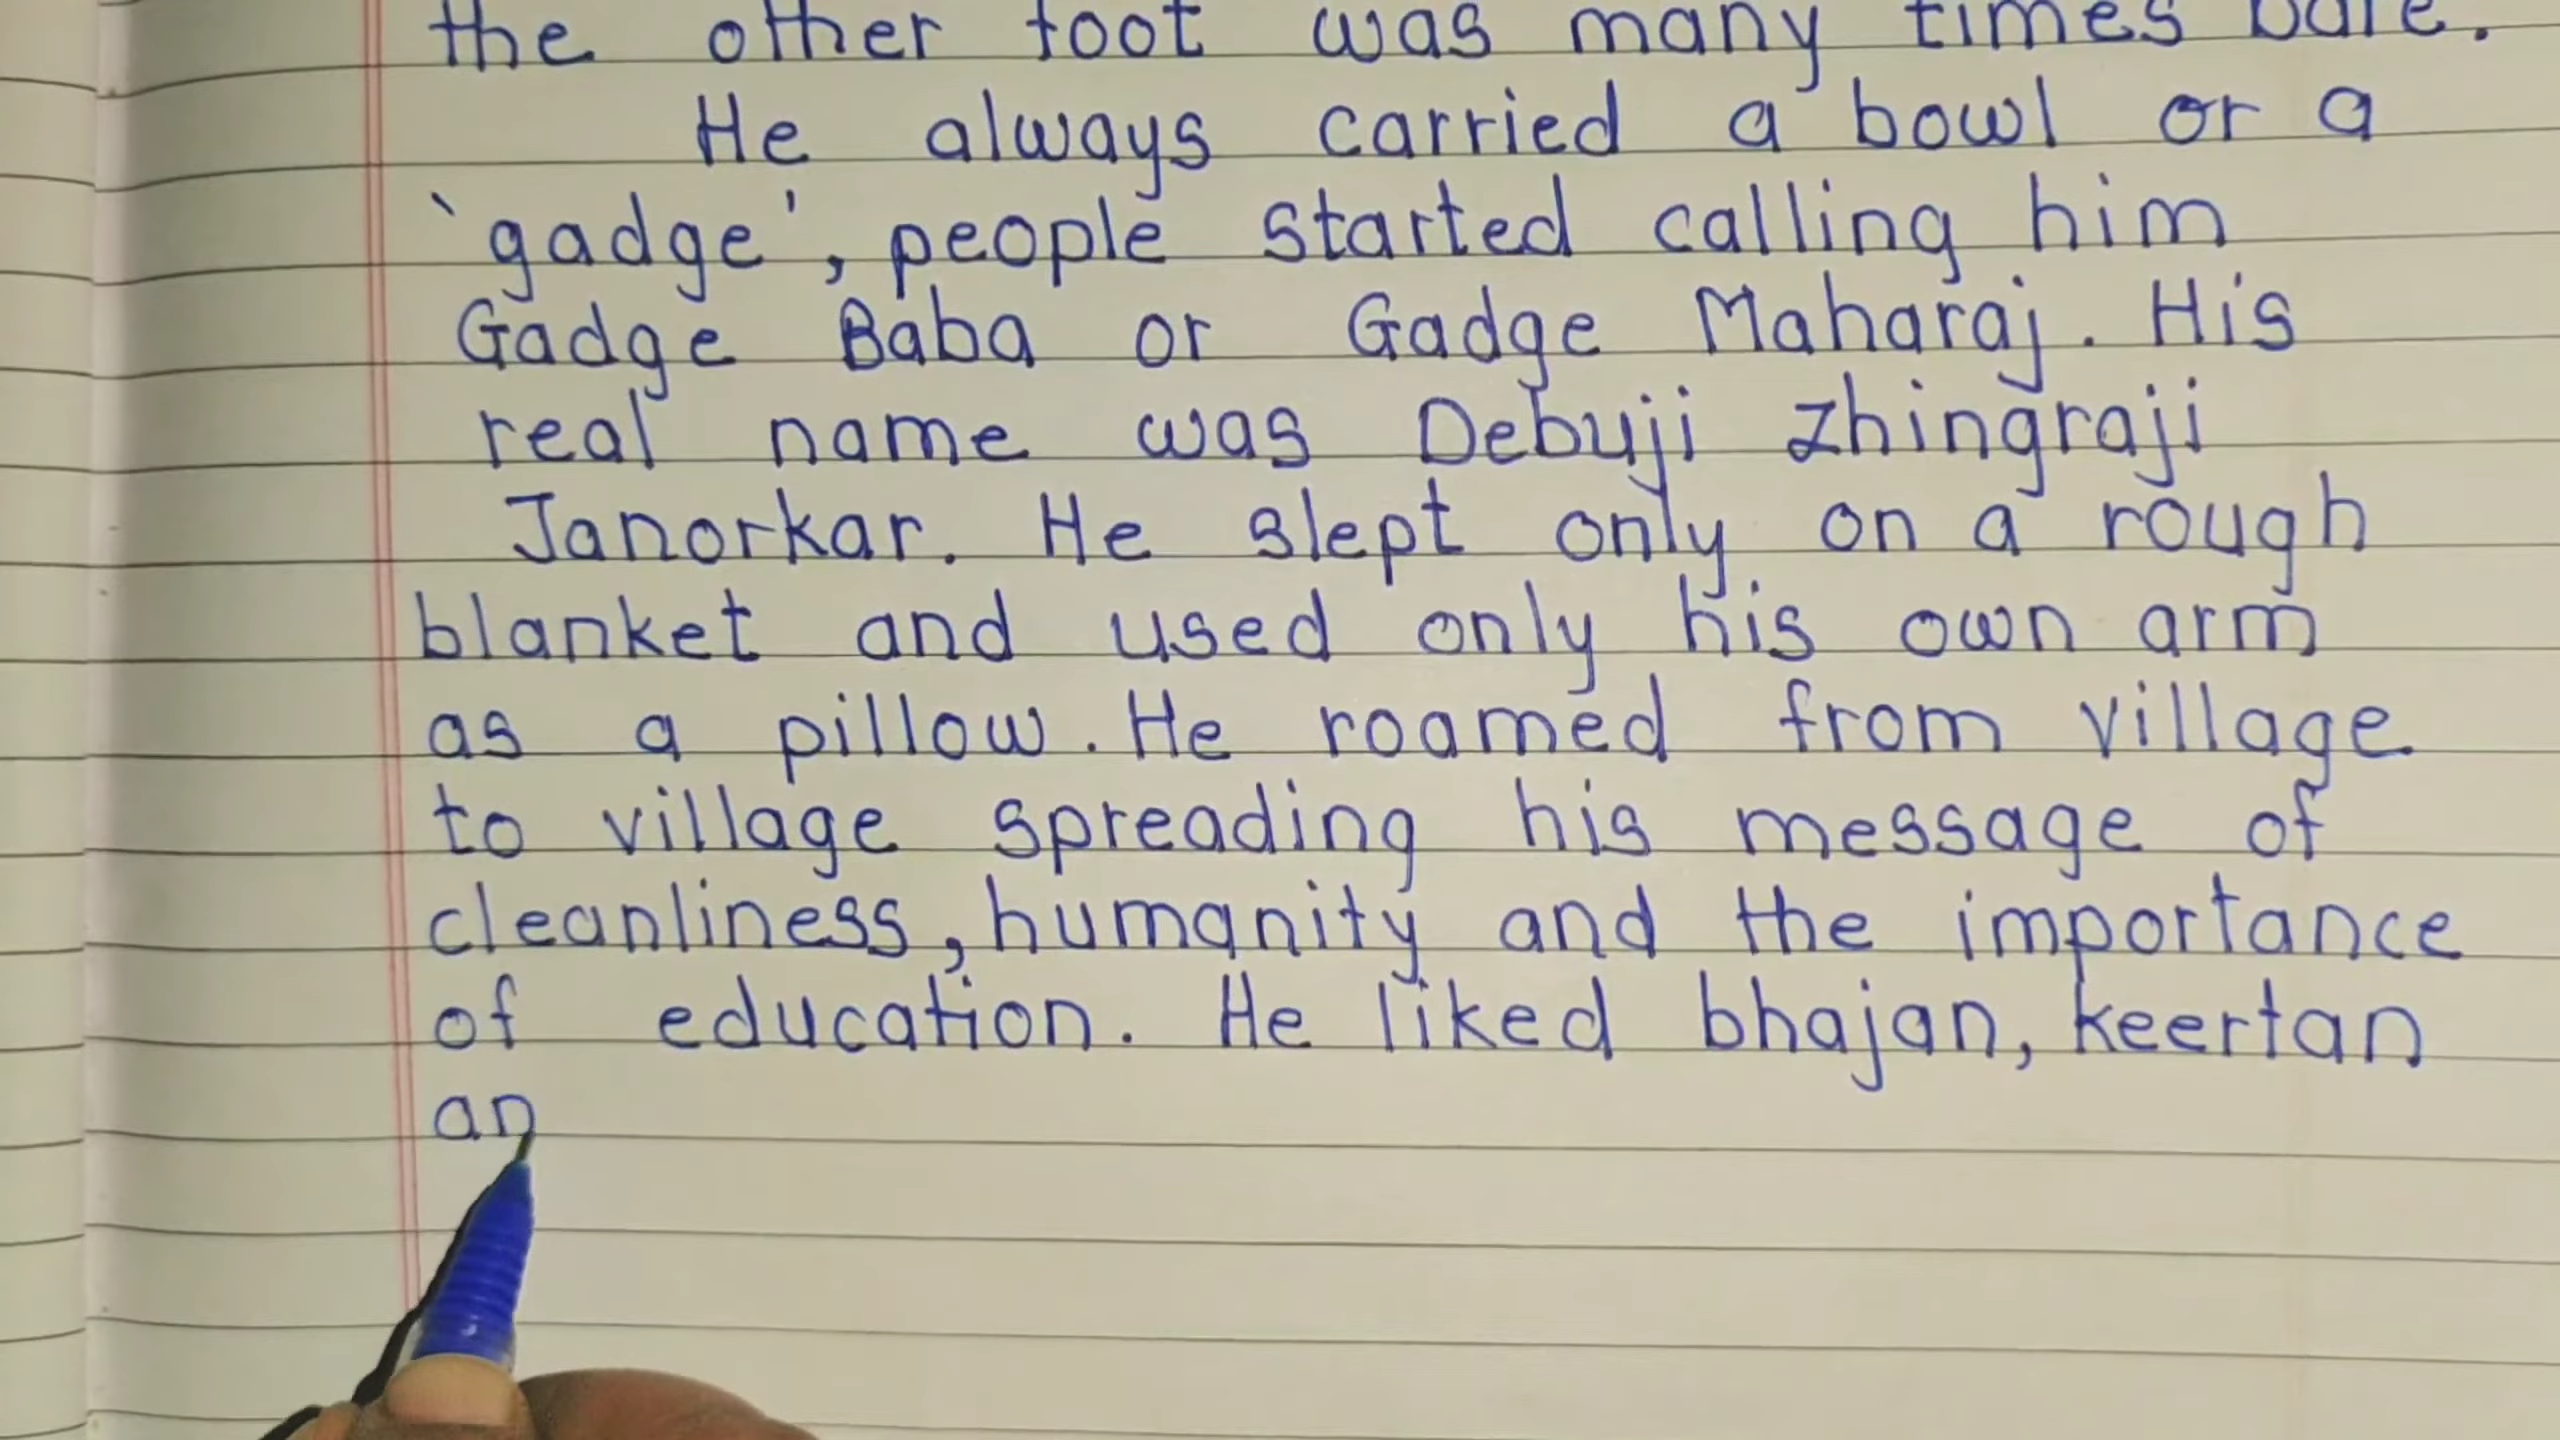 the other foot was many times bare.
He always carried a bowl or a
‘gadge’, people started calling him
Gadge Baba or Gadge Maharaj. His
real name was Debuji Zhingraji
Janorkar. He slept only on a rough
blanket and used only his own arm
as a pillow. He roamed from village
to village spreading his message of
cleanliness, humanity and the importance
of education. He liked bhajan, keertan
an